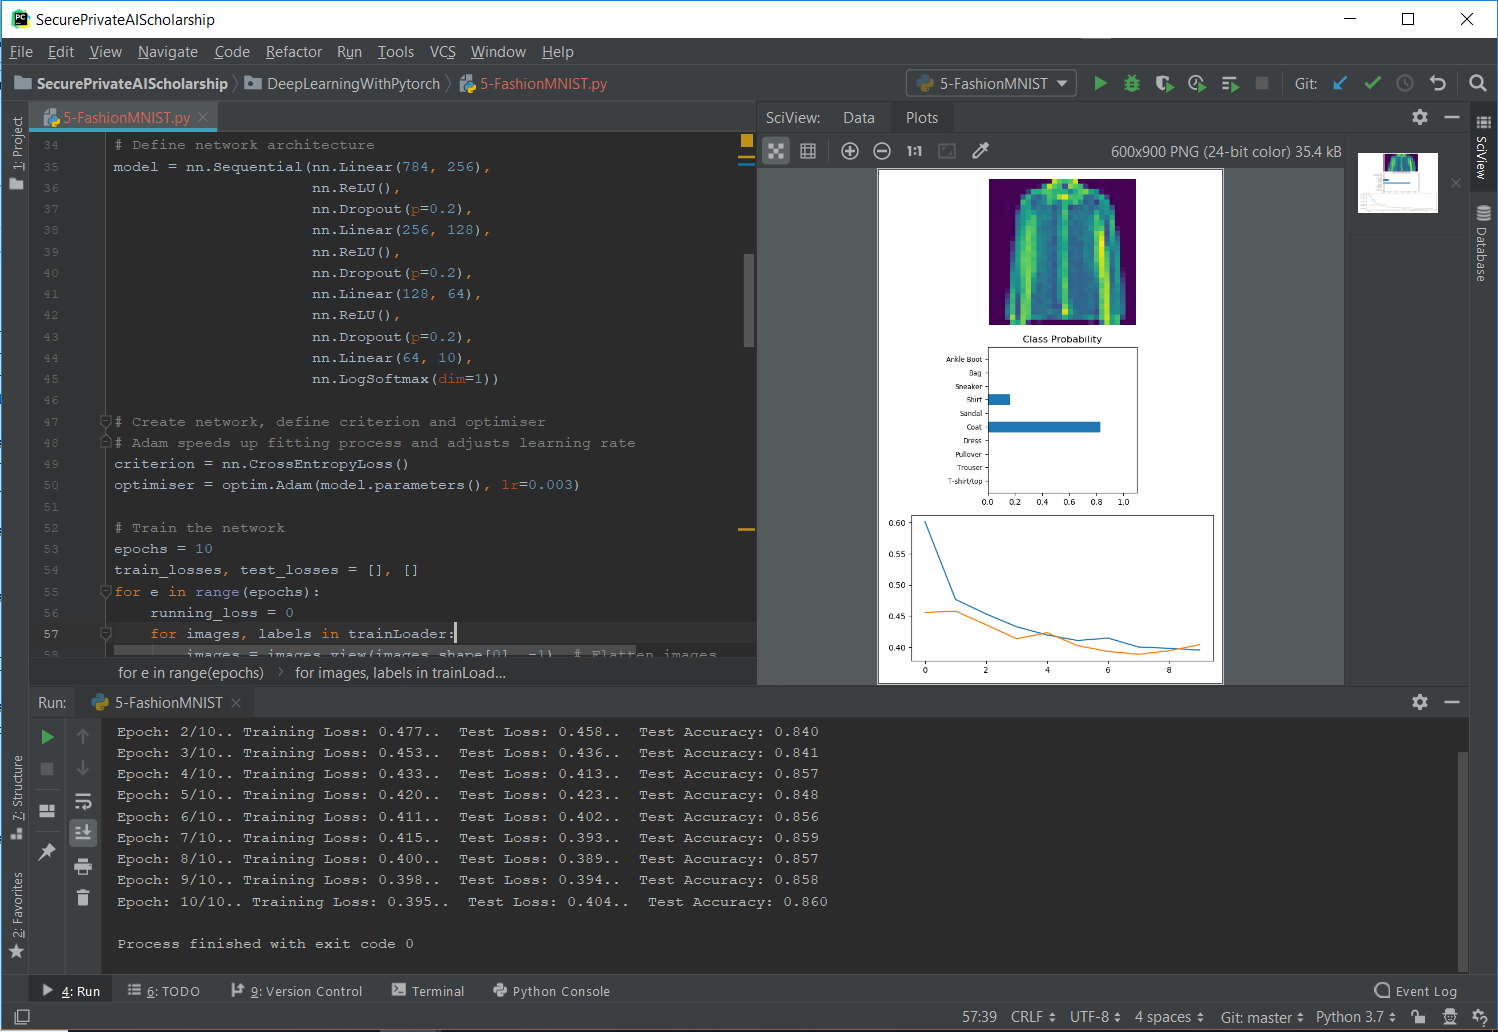 SecurePrivateAIScholarship
File Edit View Navigate Code Refactor Run Tools VCS Window Help
SecurePrivateAIScholarship DeepLearningWithPytorch 5-FashionMNIST.py
5-FashionMNIST Git:
1: Project
5-FashionMNIST.py
34 # Define network architecture
35 model = nn.Sequential(nn.Linear(784, 256),
36 nn.ReLU(),
37 nn.Dropout(p=0.2),
38 nn.Linear(256, 128),
39 nn.ReLU(),
40 nn.Dropout(p=0.2),
41 nn.Linear(128, 64),
42 nn.ReLU(),
43 nn.Dropout(p=0.2),
44 nn.Linear(64, 10),
45 nn.LogSoftmax(dim=1))
46
47 # Create network, define criterion and optimiser
48 # Adam speeds up fitting process and adjusts learning rate
49 criterion = nn.CrossEntropyLoss()
50 optimiser = optim.Adam(model.parameters(), lr=0.003)
51
52 # Train the network
53 epochs = 10
54 train_losses, test_losses = [], []
55 for e in range(epochs):
56 running_loss = 0
57 for images, labels in trainLoader:
58 images = images.view(images.shape[0], -1) # Flatten images
for e in range(epochs) for images, labels in trainLoad...
SciView: Data Plots
1:1
600x900 PNG (24-bit color) 35.4 kB
Class Probability
Ankle Boot
Bag
Sneaker
Shirt
Sandal
Coat
Dress
Pullover
Trouser
T-shirt/top
0.0 0.2 0.4 0.6 0.8 1.0
0.60
0.55
0.50
0.45
0.40
0 2 4 6 8
SciView
Database
Run: 5-FashionMNIST
Epoch: 2/10.. Training Loss: 0.477.. Test Loss: 0.458.. Test Accuracy: 0.840
Epoch: 3/10.. Training Loss: 0.453.. Test Loss: 0.436.. Test Accuracy: 0.841
Epoch: 4/10.. Training Loss: 0.433.. Test Loss: 0.413.. Test Accuracy: 0.857
Epoch: 5/10.. Training Loss: 0.420.. Test Loss: 0.423.. Test Accuracy: 0.848
Epoch: 6/10.. Training Loss: 0.411.. Test Loss: 0.402.. Test Accuracy: 0.856
Epoch: 7/10.. Training Loss: 0.415.. Test Loss: 0.393.. Test Accuracy: 0.859
Epoch: 8/10.. Training Loss: 0.400.. Test Loss: 0.389.. Test Accuracy: 0.857
Epoch: 9/10.. Training Loss: 0.398.. Test Loss: 0.394.. Test Accuracy: 0.858
Epoch: 10/10.. Training Loss: 0.395.. Test Loss: 0.404.. Test Accuracy: 0.860
Process finished with exit code 0
7: Structure
2: Favorites
4: Run 6: TODO 9: Version Control Terminal Python Console Event Log
57:39 CRLF UTF-8 4 spaces Git: master Python 3.7